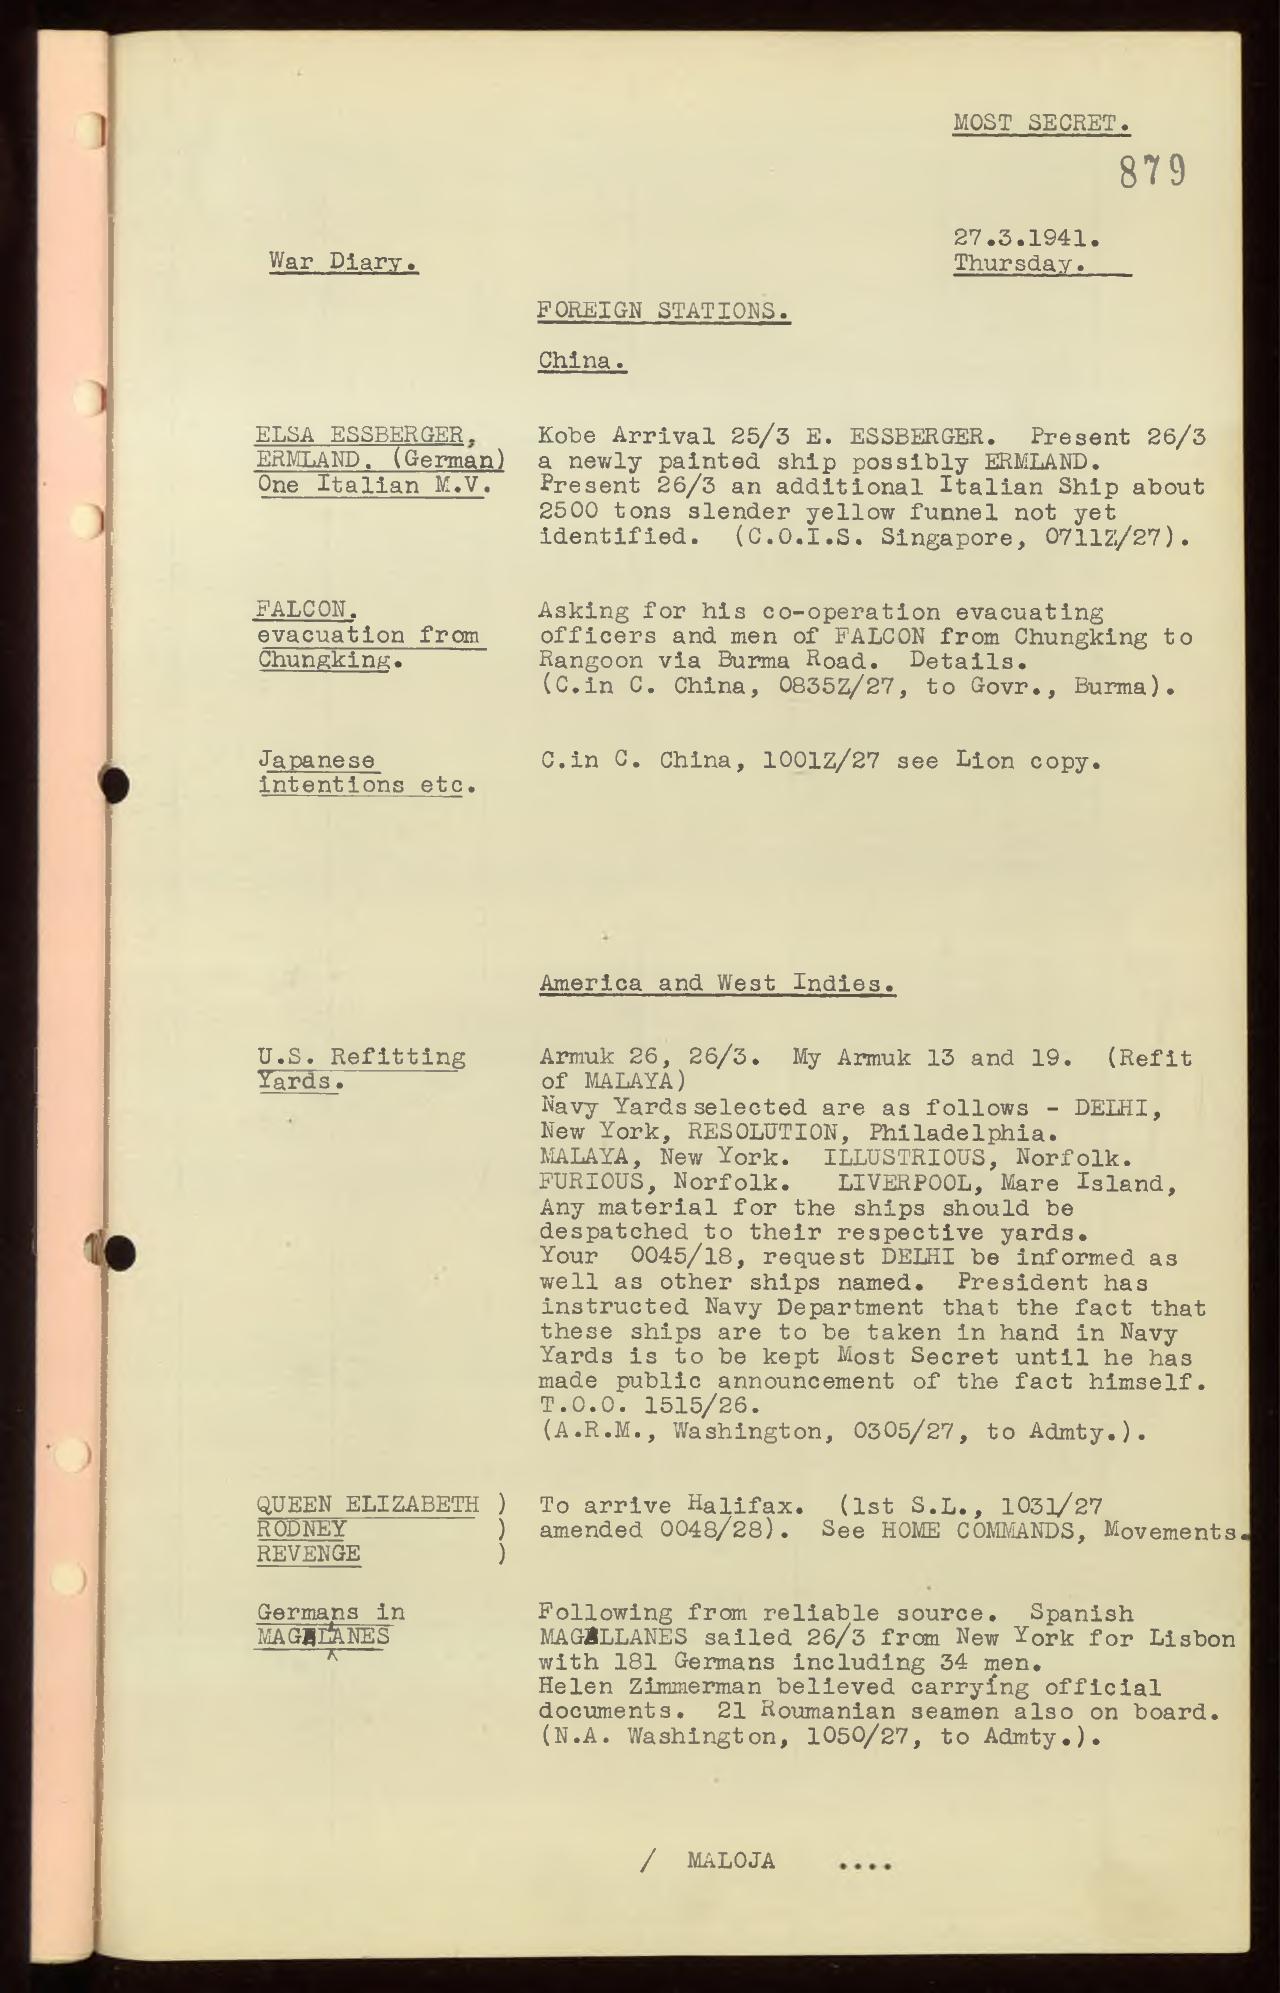 MOST SECRET.
879
27.3.1941.
War Diary.
Thursday.
FOREIGN STATIONS.
China.
ELSA ESSBERGER,
ERMLAND. (German)
One Italian M.V.
Kobe Arrival 25/3 E. ESSBERGER. Present 26/3
a newly painted ship possibly ERMLAND.
Present 26/3 an additional Italian Ship about
2500 tons slender yellow funnel not yet
identified. (C.O.I.S. Singapore, 0711Z/27).
FALCON.
evacuation from
Chungking.
Asking for his co-operation evacuating
officers and men of FALCON from Chungking to
Rangoon via Burma Road. Details.
(C.in C. China, 0835Z/27, to Govr., Burma).
Japanese
intentions etc.
C.in C. China, 1001Z/27 see Lion copy.
America and West Indies.
U.S. Refitting
Yards.
Armuk 26, 26/3. My Armuk 13 and 19. (Refit
of MALAYA)
Navy Yards selected are as follows - DELHI,
New York, RESOLUTION, Philadelphia.
MALAYA, New York. ILLUSTRIOUS, Norfolk.
FURIOUS, Norfolk. LIVERPOOL, Mare Island,
Any material for the ships should be
despatched to their respective yards.
Your 0045/18, request DELHI be informed as
well as other ships named. President has
instructed Navy Department that the fact that
these ships are to be taken in hand in Navy
Yards is to be kept Most Secret until he has
made public announcement of the fact himself.
T.O.O. 1515/26.
(A.R.M., Washington, 0305/27, to Admty.).
QUEEN ELIZABETH )
RODNEY )
REVENGE )
To arrive Halifax. (1st S.L., 1031/27
amended 0048/28). See HOME COMMANDS, Movements.
Germans in
MAGALLANES
Following from reliable source. Spanish
MAGALLANES sailed 26/3 from New York for Lisbon
with 181 Germans including 34 men.
Helen Zimmerman believed carrying official
documents. 21 Roumanian seamen also on board.
(N.A. Washington, 1050/27, to Admty.).
/ MALOJA ....